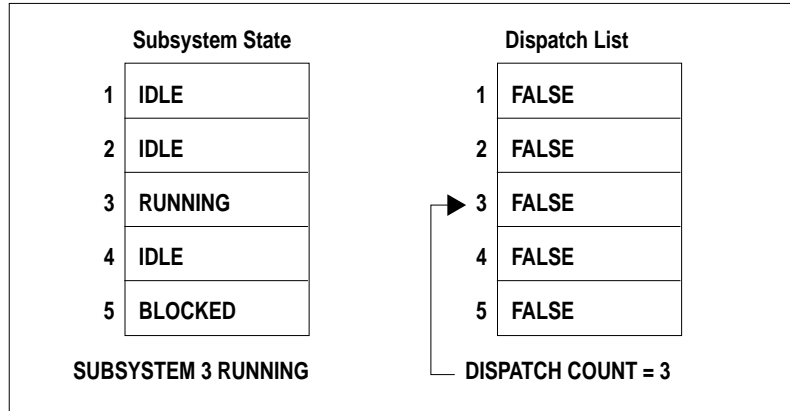 Subsystem State
1 IDLE
2 IDLE
3 RUNNING
4 IDLE
5 BLOCKED
SUBSYSTEM 3 RUNNING
Dispatch List
1 FALSE
2 FALSE
3 FALSE
4 FALSE
5 FALSE
DISPATCH COUNT = 3